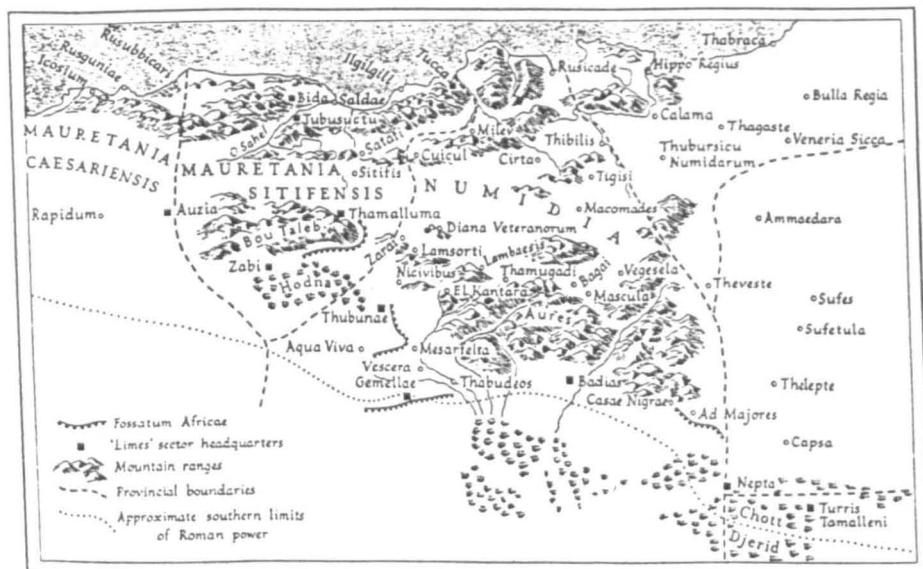 Icosium
Rusguniae
Rusubbicari
Ilgilgili
Tucca
Rusicade
Hippo Regius
Thabraca
Bulla Regia
Bida
Saldae
Tubusuctu
Sahel
Satafi
Milev
Calama
Thagaste
Veneria Sicca
MAURETANIA
CAESARIENSIS
MAURETANIA
SITIFENSIS
Sitifis
Cuicul
Cirta
Thibilis
Thubursicu
Numidarum
NUMIDIA
Tigisi
Rapidum
Auzia
Thamalluma
Macomades
Ammaedara
Bou Taleb
Zarai
Diana Veteranorum
Lamsorti
Lambaesis
Zabi
Hodna
Nicivibus
Thamugadi
Bagai
Vegesela
Theveste
El Kantara
Mascula
Sufes
Thubunae
Aures
Sufetula
Aqua Viva
Mesarfelta
Vescera
Gemellae
Thabudeos
Badias
Thelepte
Casae Nigrae
Ad Majores
Capsa
Nepta
Turris
Tamalleni
Chott
Djerid
Fossatum Africae
'Limes' sector headquarters
Mountain ranges
Provincial boundaries
Approximate southern limits
of Roman power